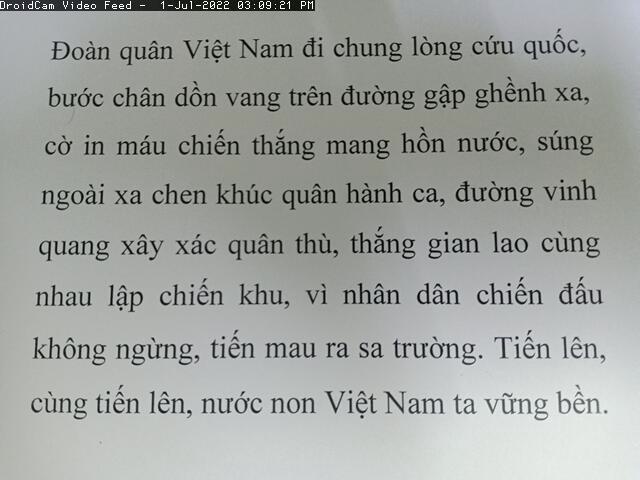 DroidCam Video Feed - 1-Jul-2022 03:09:21 PM
Đoàn quân Việt Nam đi chung lòng cứu quốc,
bước chân dồn vang trên đường gập ghềnh xa,
cờ in máu chiến thắng mang hồn nước, súng
ngoài xa chen khúc quân hành ca, đường vinh
quang xây xác quân thù, thắng gian lao cùng
nhau lập chiến khu, vì nhân dân chiến đấu
không ngừng, tiến mau ra sa trường. Tiến lên,
cùng tiến lên, nước non Việt Nam ta vững bền.